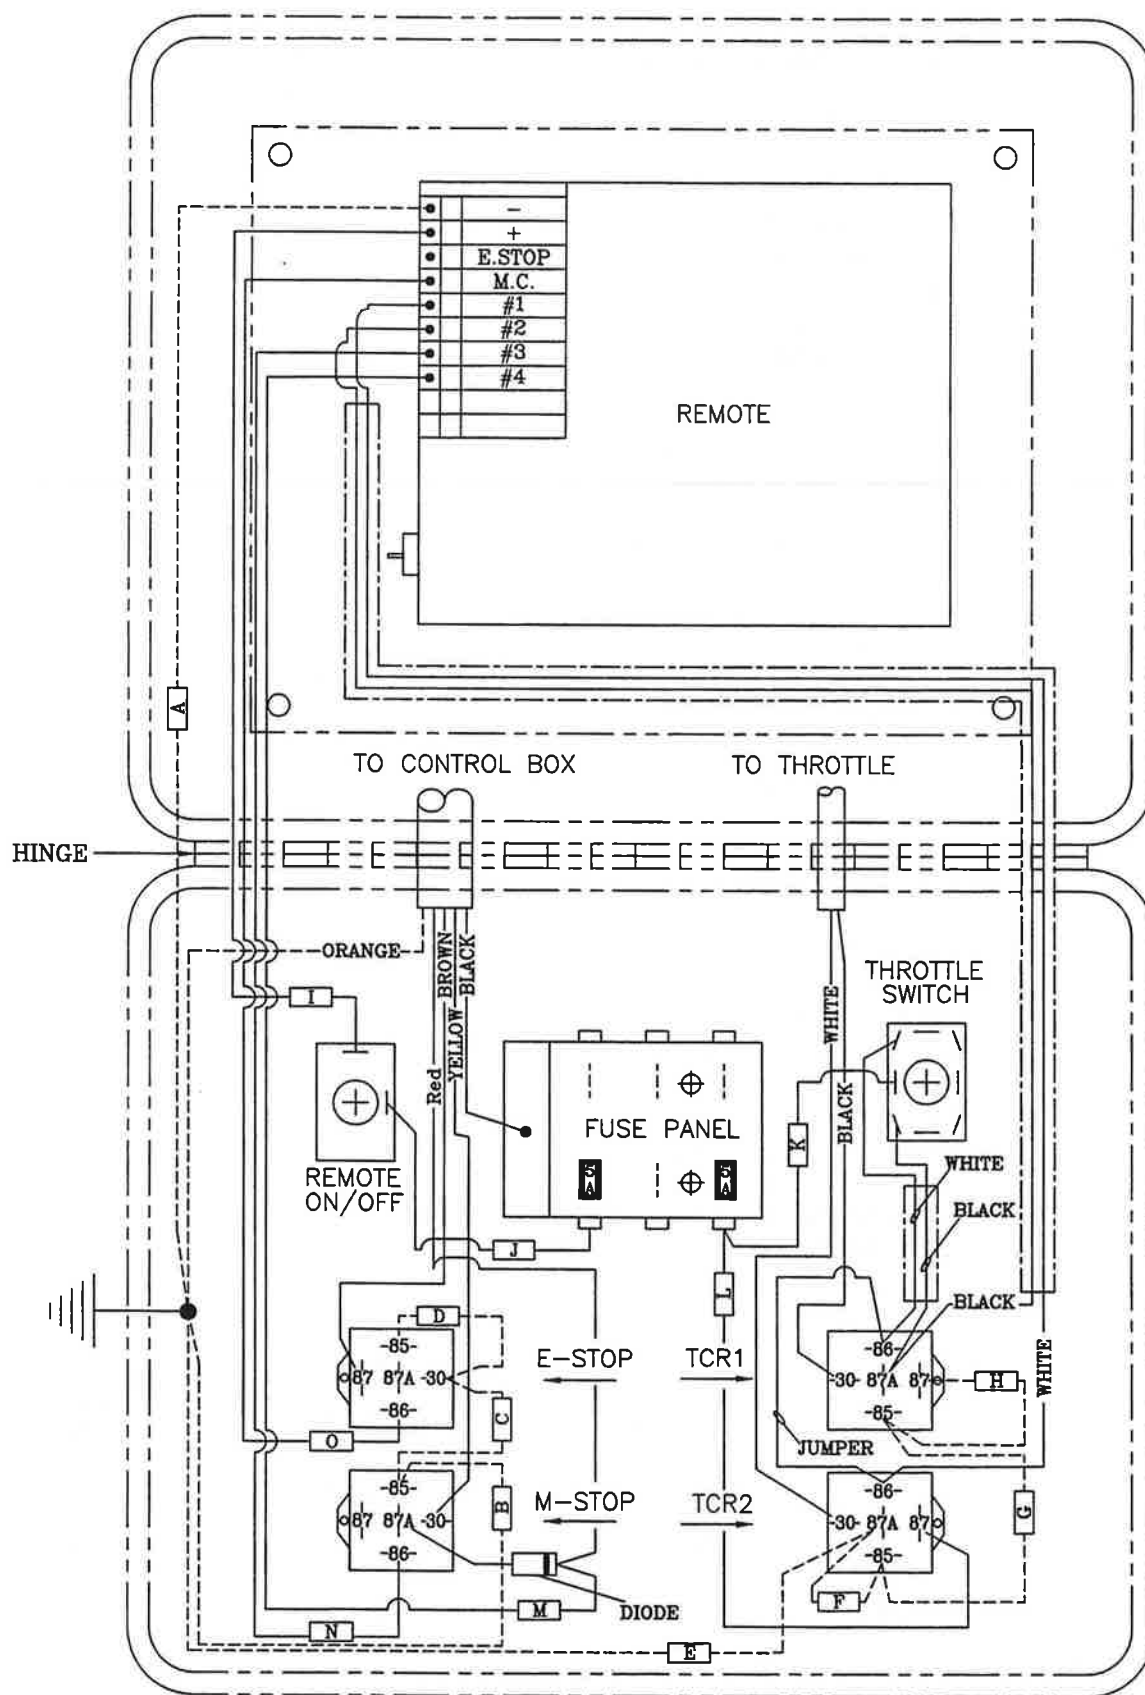 -
+
E.STOP
M.C.
#1
#2
#3
#4
REMOTE
A
TO CONTROL BOX
TO THROTTLE
HINGE
ORANGE
Red
BROWN
YELLOW
BLACK
WHITE
BLACK
THROTTLE
SWITCH
I
REMOTE
ON/OFF
FUSE PANEL
5A
5A
K
J
L
WHITE
BLACK
BLACK
WHITE
D
-85-
87 87A -30-
-86-
C
O
E-STOP
TCR1
-86-
-30- 87A 87
-85-
H
JUMPER
-85-
87 87A -30-
-86-
B
M-STOP
TCR2
-86-
-30- 87A 87
-85-
G
F
M
DIODE
N
E